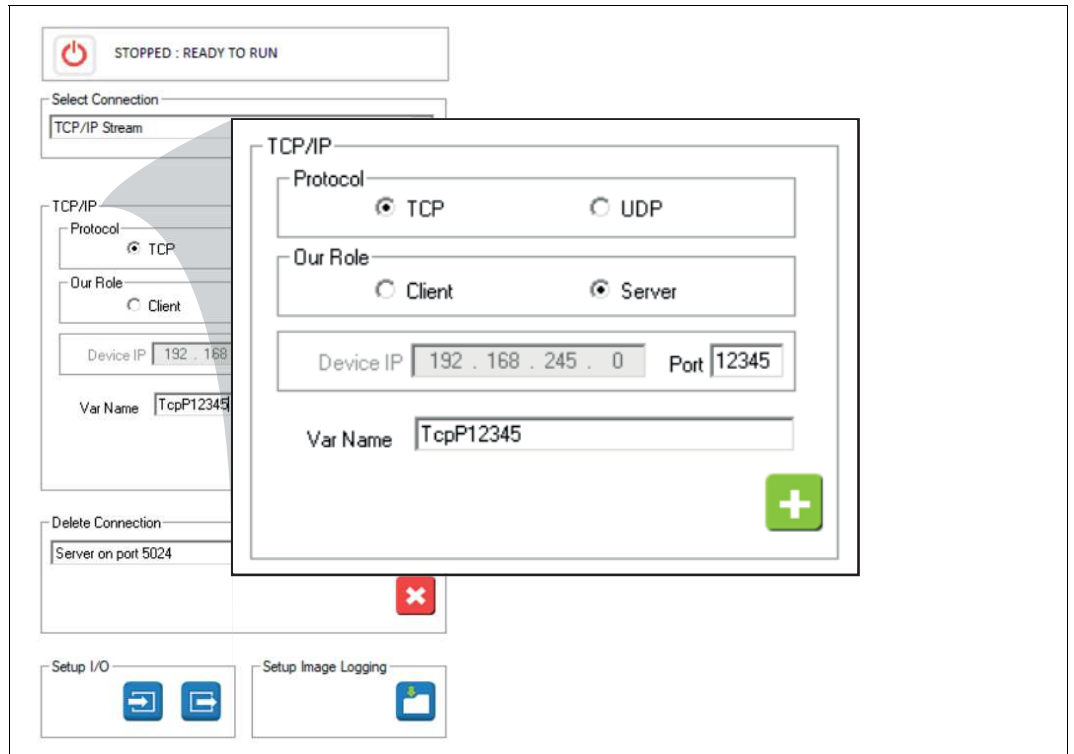 STOPPED : READY TO RUN
Select Connection
TCP/IP Stream
TCP/IP
Protocol
TCP
Our Role
Client
Device IP 192 . 168
Var Name TcpP12345
TCP/IP
Protocol
TCP UDP
Our Role
Client Server
Device IP 192 . 168 . 245 . 0 Port 12345
Var Name TcpP12345
Delete Connection
Server on port 5024
Setup I/O
Setup Image Logging